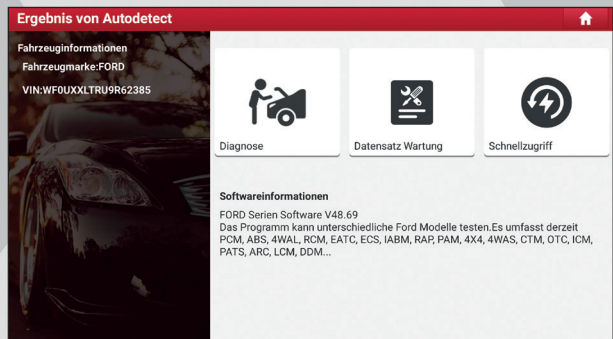 Ergebnis von Autodetect
Fahrzeuginformationen
Fahrzeugmarke:FORD
VIN:WF0UXXLTRU9R62385
Diagnose
Datensatz Wartung
Schnellzugriff
Softwareinformationen
FORD Serien Software V48.69
Das Programm kann unterschiedliche Ford Modelle testen.Es umfasst derzeit
PCM, ABS, 4WAL, RCM, EATC, ECS, IABM, RAP, PAM, 4X4, 4WAS, CTM, OTC, ICM,
PATS, ARC, LCM, DDM...